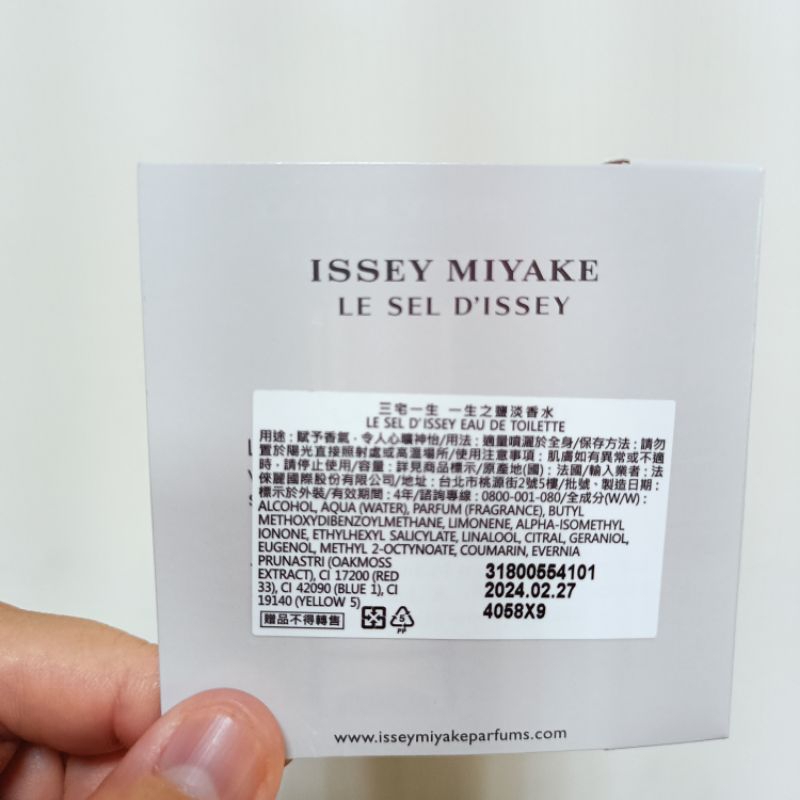 ISSEY MIYAKE
LE SEL D'ISSEY
三宅一生 一生之鹽淡香水
LE SEL D'ISSEY EAU DE TOILETTE
用途：賦予香氣，令人心曠神怡/用法：適量噴灑於全身/保存方法：請勿
置於陽光直接照射處或高溫場所/使用注意事項：肌膚如有異常或不適
時，請停止使用/容量：詳見商品標示/原產地(國)：法國/輸入業者：法
倈麗國際股份有限公司/地址：台北市桃源街2號5樓/批號、製造日期：
標示於外裝/有效期間：4年/諮詢專線：0800-001-080/全成分(W/W)：
ALCOHOL, AQUA (WATER), PARFUM (FRAGRANCE), BUTYL
METHOXYDIBENZOYLMETHANE, LIMONENE, ALPHA-ISOMETHYL
IONONE, ETHYLHEXYL SALICYLATE, LINALOOL, CITRAL, GERANIOL,
EUGENOL, METHYL 2-OCTYNOATE, COUMARIN, EVERNIA
PRUNASTRI (OAKMOSS
EXTRACT), CI 17200 (RED
33), CI 42090 (BLUE 1), CI
19140 (YELLOW 5)
31800554101
2024.02.27
4058X9
贈品不得轉售
5
PP
www.isseymiyakeparfums.com